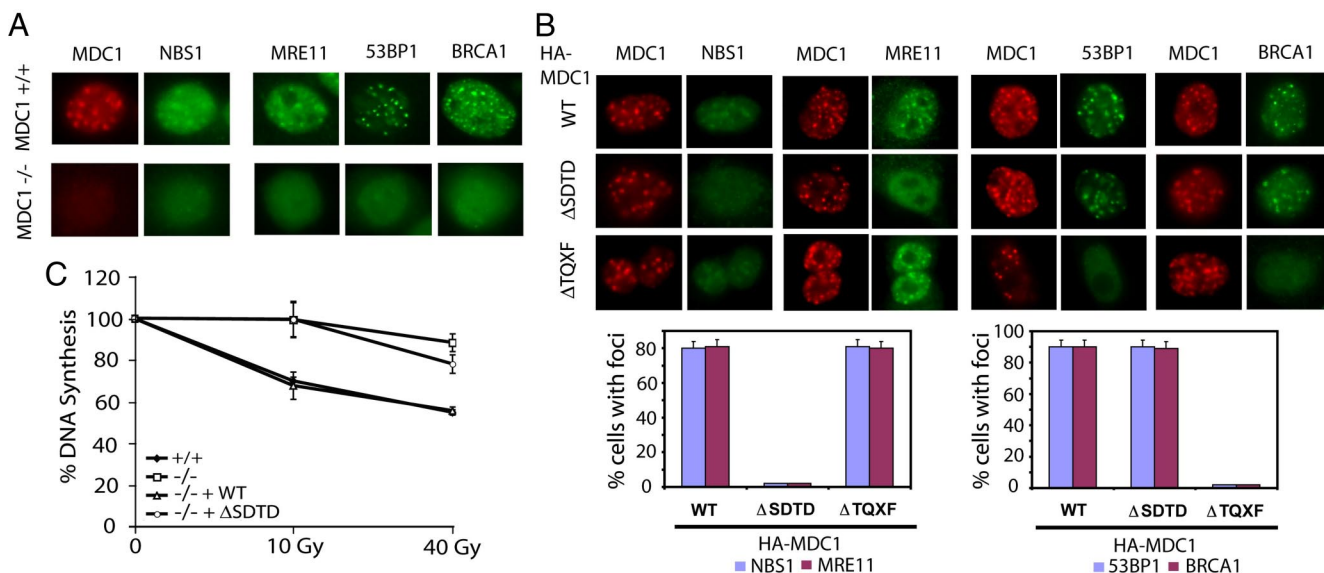 A
MDC1 NBS1 MRE11 53BP1 BRCA1
MDC1 +/+
MDC1 -/-
B
HA-MDC1
MDC1 NBS1 MDC1 MRE11 MDC1 53BP1 MDC1 BRCA1
WT
ΔSDTD
ΔTQXF
C
% DNA Synthesis
120
100
80
60
40
20
0
+/+
-/-
-/- + WT
-/- + ΔSDTD
0 10 Gy 40 Gy
% cells with foci
80
60
40
20
0
WT ΔSDTD ΔTQXF
HA-MDC1
NBS1 MRE11
% cells with foci
100
80
60
40
20
0
WT ΔSDTD ΔTQXF
HA-MDC1
53BP1 BRCA1